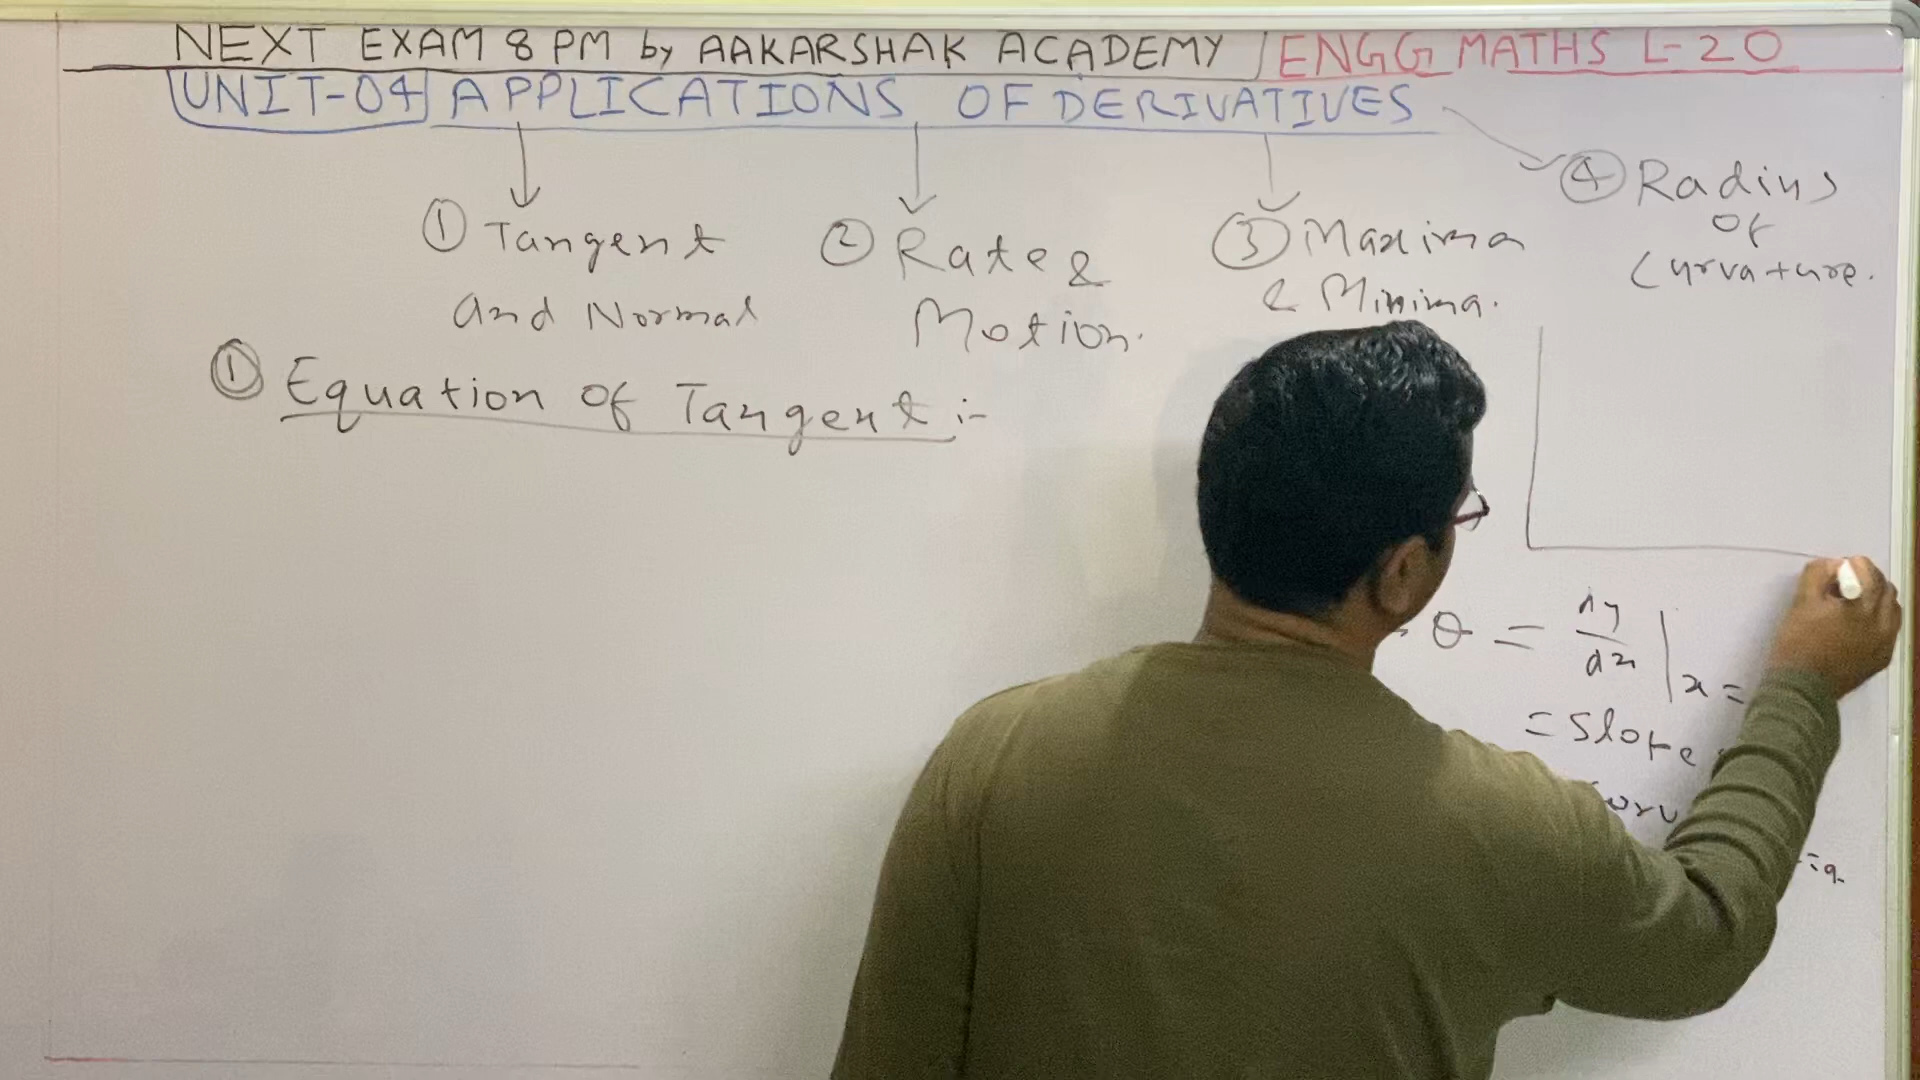 NEXT EXAM 8 PM by AAKARSHAK ACADEMY / ENGG MATHS L-20
UNIT-04 APPLICATIONS OF DERIVATIVES
① Tangent
and Normal
② Rate &
Motion.
③ Maxima
& Minima.
④ Radius
of
Curvature.
① Equation of Tangent :-
θ = dy/dx | x =
= Slope
Curv
=a